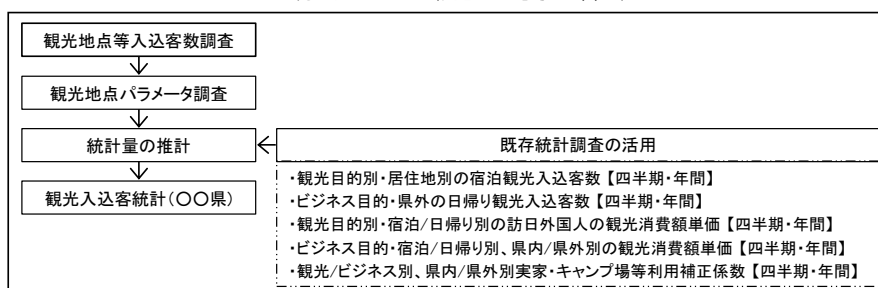 観光地点等入込客数調査
観光地点パラメータ調査
統計量の推計
既存統計調査の活用
観光入込客統計(〇〇県)
・観光目的別・居住地別の宿泊観光入込客数【四半期・年間】
・ビジネス目的・県外の日帰り観光入込客数【四半期・年間】
・観光目的別・宿泊/日帰り別の訪日外国人の観光消費額単価【四半期・年間】
・ビジネス目的・宿泊/日帰り別、県内/県外別の観光消費額単価【四半期・年間】
・観光/ビジネス別、県内/県外別実家・キャンプ場等利用補正係数【四半期・年間】